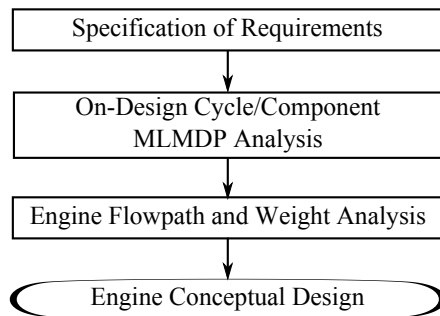 Specification of Requirements
On-Design Cycle/Component
MLMDP Analysis
Engine Flowpath and Weight Analysis
Engine Conceptual Design